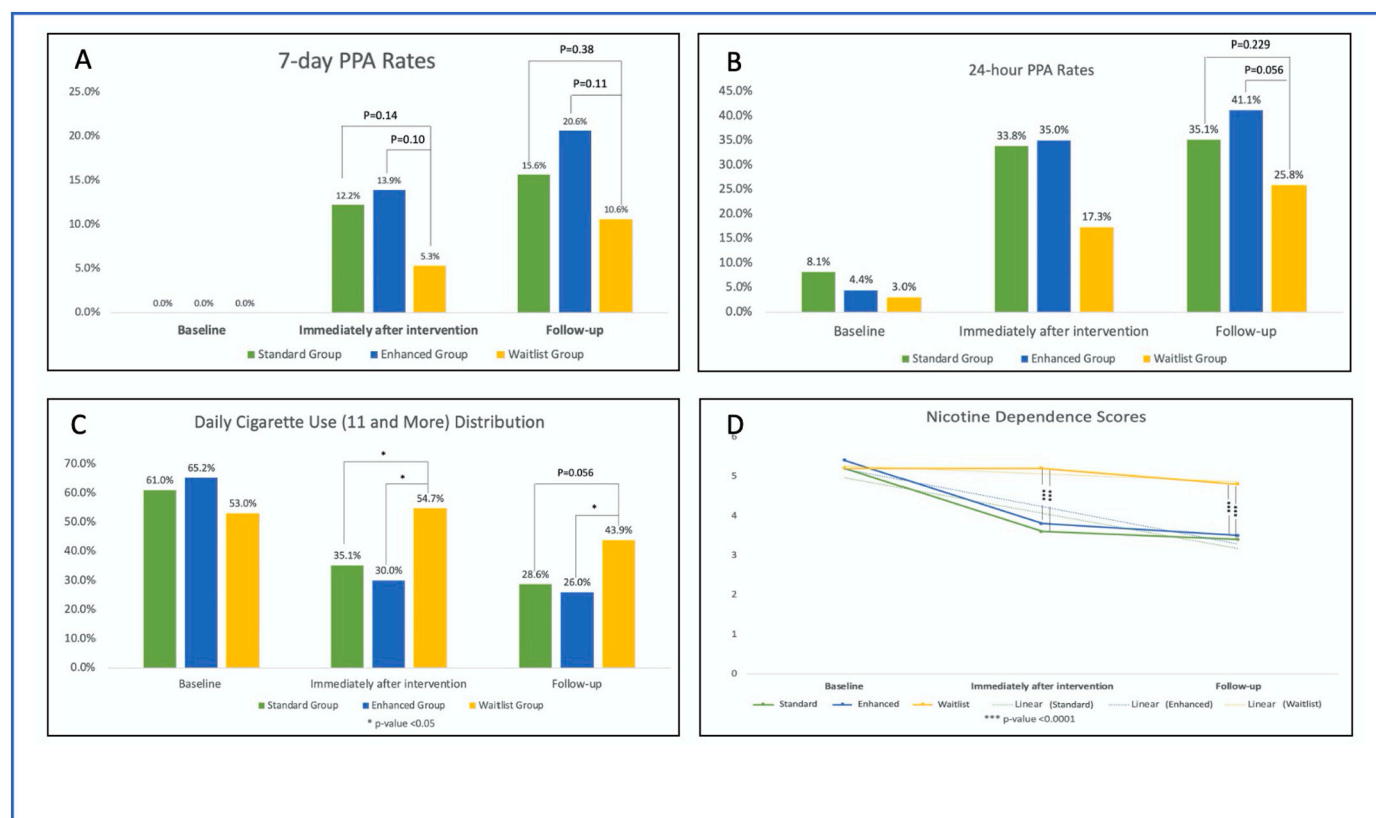 A
7-day PPA Rates
P=0.38
P=0.11
P=0.14
P=0.10
25.0%
20.0%
15.0%
10.0%
5.0%
0.0%
0.0% 0.0% 0.0%
12.2% 13.9% 5.3%
15.6% 20.6% 10.6%
Baseline Immediately after intervention Follow-up
Standard Group Enhanced Group Waitlist Group
B
24-hour PPA Rates
P=0.229
P=0.056
45.0%
40.0%
35.0%
30.0%
25.0%
20.0%
15.0%
10.0%
5.0%
0.0%
8.1% 4.4% 3.0%
33.8% 35.0% 17.3%
35.1% 41.1% 25.8%
Baseline Immediately after intervention Follow-up
Standard Group Enhanced Group Waitlist Group
C
Daily Cigarette Use (11 and More) Distribution
*
*
P=0.056
*
70.0%
60.0%
50.0%
40.0%
30.0%
20.0%
10.0%
0.0%
61.0% 65.2% 53.0%
35.1% 30.0% 54.7%
28.6% 26.0% 43.9%
Baseline Immediately after intervention Follow-up
Standard Group Enhanced Group Waitlist Group
* p-value <0.05
D
Nicotine Dependence Scores
6
5
4
3
2
1
0
***
***
***
***
Baseline Immediately after intervention Follow-up
Standard Enhanced Waitlist Linear (Standard) Linear (Enhanced) Linear (Waitlist)
*** p-value <0.0001